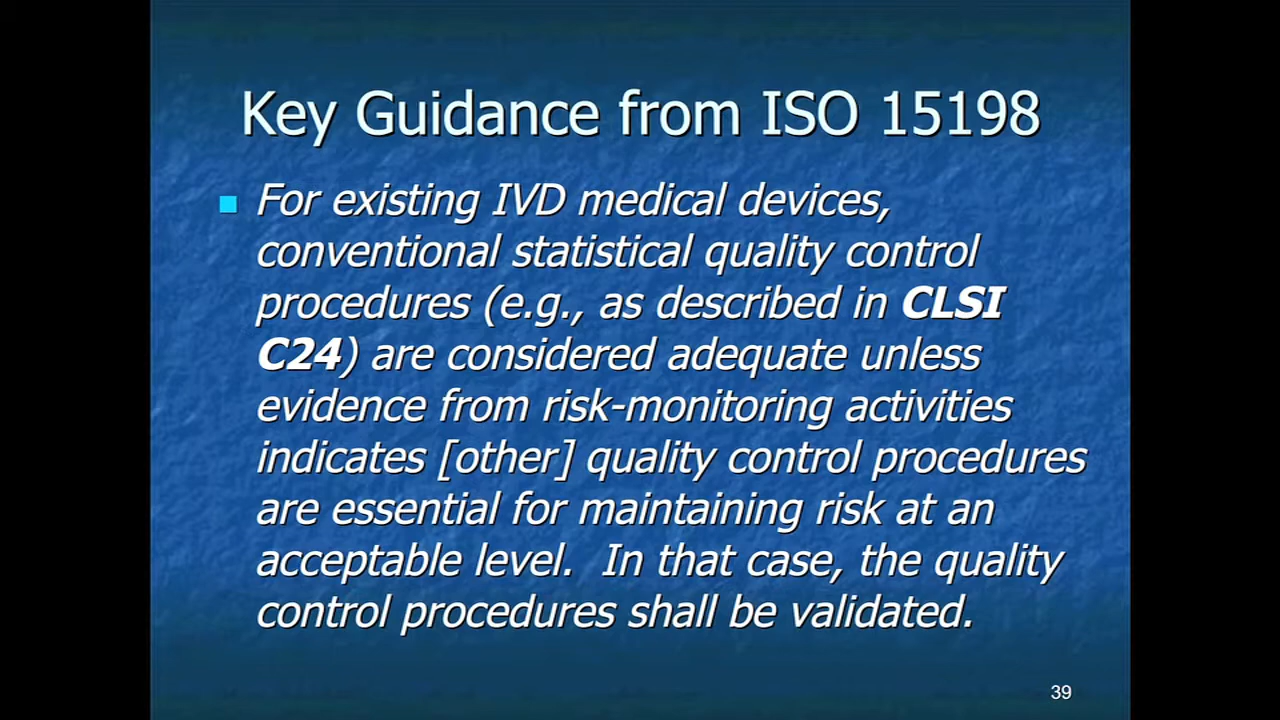 Key Guidance from ISO 15198
For existing IVD medical devices,
conventional statistical quality control
procedures (e.g., as described in CLSI
C24) are considered adequate unless
evidence from risk-monitoring activities
indicates [other] quality control procedures
are essential for maintaining risk at an
acceptable level.  In that case, the quality
control procedures shall be validated.
39